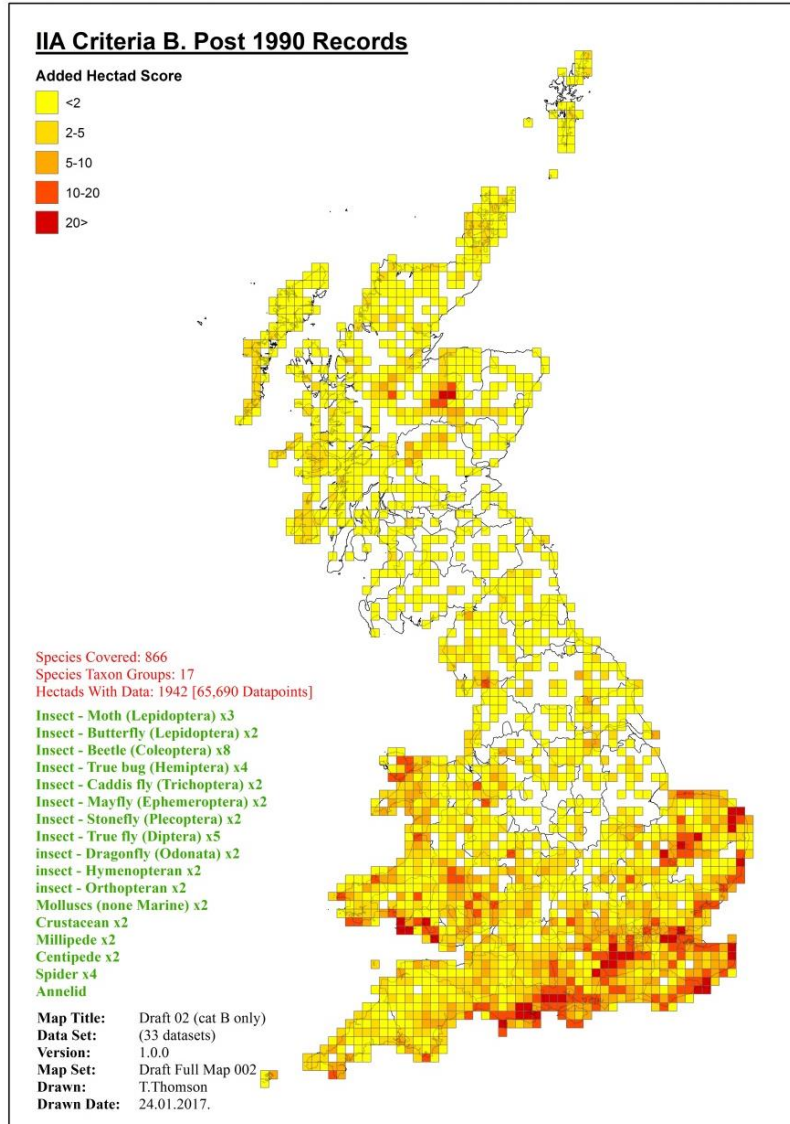 IIA Criteria B. Post 1990 Records
Added Hectad Score
<2
2-5
5-10
10-20
20>
Species Covered: 866
Species Taxon Groups: 17
Hectads With Data: 1942 [65,690 Datapoints]
Insect - Moth (Lepidoptera) x3
Insect - Butterfly (Lepidoptera) x2
Insect - Beetle (Coleoptera) x8
Insect - True bug (Hemiptera) x4
Insect - Caddis fly (Trichoptera) x2
Insect - Mayfly (Ephemeroptera) x2
Insect - Stonefly (Plecoptera) x2
Insect - True fly (Diptera) x5
insect - Dragonfly (Odonata) x2
insect - Hymenopteran x2
insect - Orthopteran x2
Molluscs (none Marine) x2
Crustacean x2
Millipede x2
Centipede x2
Spider x4
Annelid
Map Title: Draft 02 (cat B only)
Data Set: (33 datasets)
Version: 1.0.0
Map Set: Draft Full Map 002
Drawn: T.Thomson
Drawn Date: 24.01.2017.